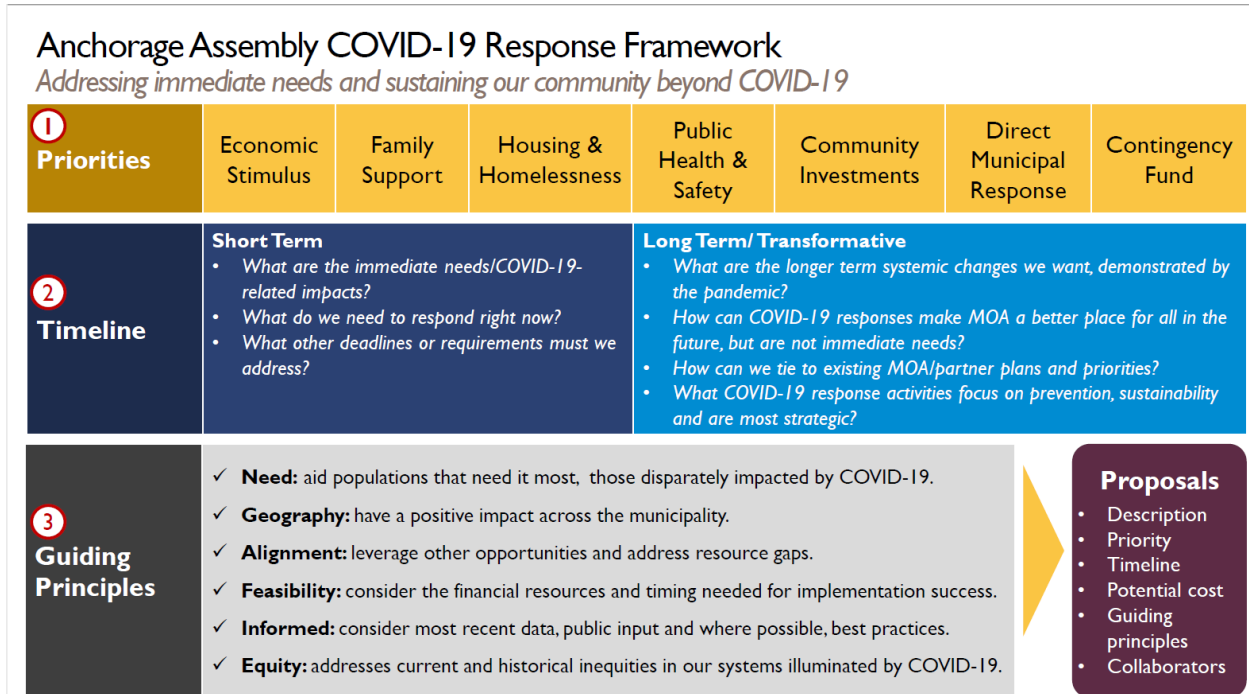 Anchorage Assembly COVID-19 Response Framework
Addressing immediate needs and sustaining our community beyond COVID-19
1
Priorities
Economic
Stimulus
Family
Support
Housing &
Homelessness
Public
Health &
Safety
Community
Investments
Direct
Municipal
Response
Contingency
Fund
2
Timeline
Short Term
• What are the immediate needs/COVID-19-
related impacts?
• What do we need to respond right now?
• What other deadlines or requirements must we
address?
Long Term/ Transformative
• What are the longer term systemic changes we want, demonstrated by
the pandemic?
• How can COVID-19 responses make MOA a better place for all in the
future, but are not immediate needs?
• How can we tie to existing MOA/partner plans and priorities?
• What COVID-19 response activities focus on prevention, sustainability
and are most strategic?
3
Guiding
Principles
✓ Need: aid populations that need it most, those disparately impacted by COVID-19.
✓ Geography: have a positive impact across the municipality.
✓ Alignment: leverage other opportunities and address resource gaps.
✓ Feasibility: consider the financial resources and timing needed for implementation success.
✓ Informed: consider most recent data, public input and where possible, best practices.
✓ Equity: addresses current and historical inequities in our systems illuminated by COVID-19.
Proposals
• Description
• Priority
• Timeline
• Potential cost
• Guiding
principles
• Collaborators